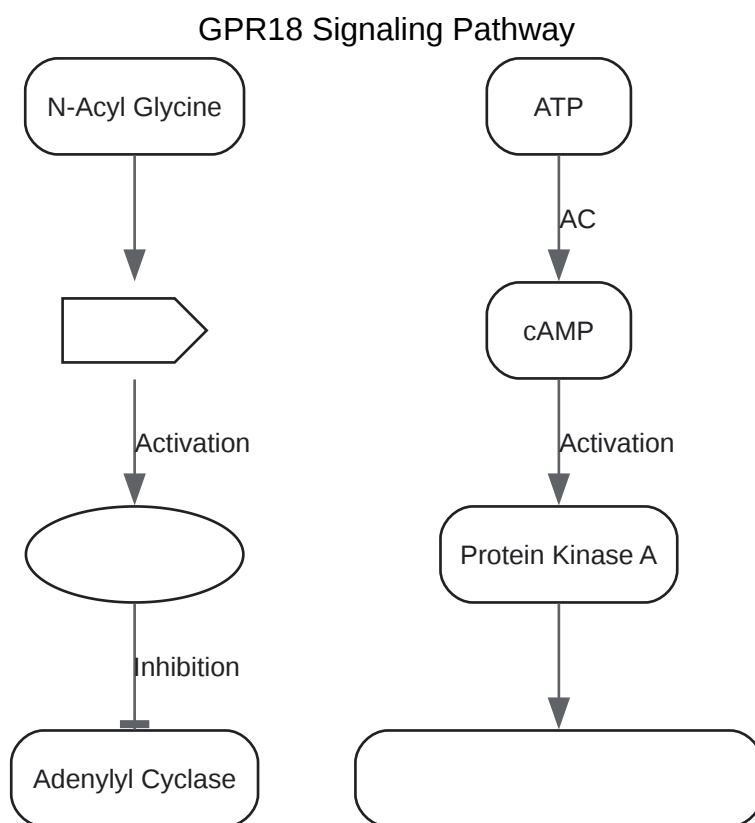 GPR18 Signaling Pathway
N-Acyl Glycine
ATP
AC
cAMP
Activation
Activation
Protein Kinase A
Inhibition
Adenylyl Cyclase